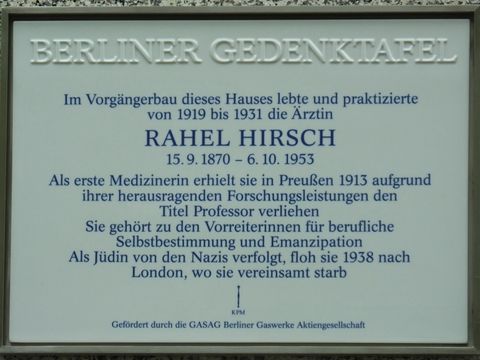 BERLINER GEDENKTAFEL
Im Vorgängerbau dieses Hauses lebte und praktizierte
von 1919 bis 1931 die Ärztin
RAHEL HIRSCH
15. 9. 1870 – 6. 10. 1953
Als erste Medizinerin erhielt sie in Preußen 1913 aufgrund
ihrer herausragenden Forschungsleistungen den
Titel Professor verliehen
Sie gehört zu den Vorreiterinnen für berufliche
Selbstbestimmung und Emanzipation
Als Jüdin von den Nazis verfolgt, floh sie 1938 nach
London, wo sie vereinsamt starb
KPM
Gefördert durch die GASAG Berliner Gaswerke Aktiengesellschaft